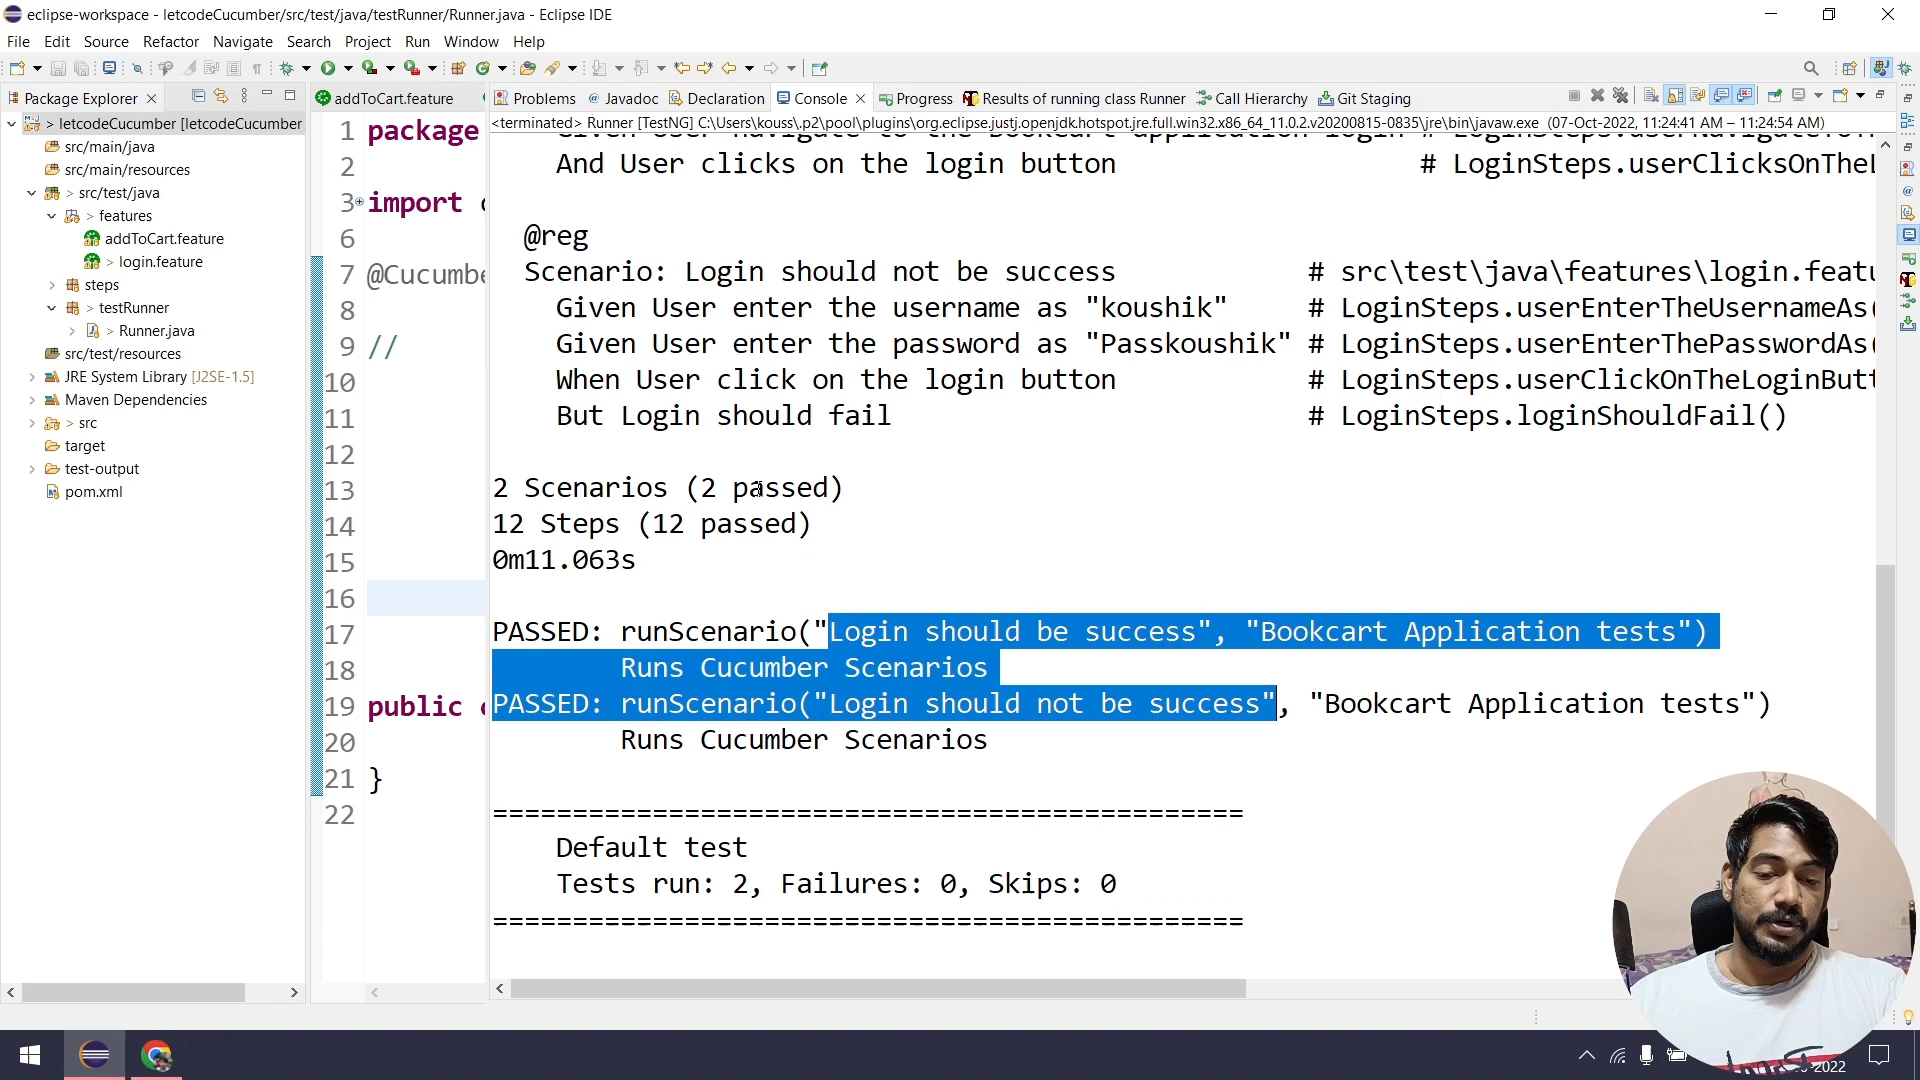 eclipse-workspace - letcodeCucumber/src/test/java/testRunner/Runner.java - Eclipse IDE
File Edit Source Refactor Navigate Search Project Run Window Help
Package Explorer
addToCart.feature
Problems
Javadoc
Declaration
Console
Progress
Results of running class Runner
Call Hierarchy
Git Staging
<terminated> Runner [TestNG] C:\Users\kouss\.p2\pool\plugins\org.eclipse.justj.openjdk.hotspot.jre.full.win32.x86_64_11.0.2.v20200815-0835\jre\bin\javaw.exe (07-Oct-2022, 11:24:41 AM – 11:24:54 AM)
> letcodeCucumber [letcodeCucumber
src/main/java
src/main/resources
> src/test/java
> features
addToCart.feature
> login.feature
steps
> testRunner
> Runner.java
src/test/resources
JRE System Library [J2SE-1.5]
Maven Dependencies
> src
target
test-output
pom.xml
1 package
2
3 import
6
7 @Cucumbe
8
9 //
10
11
12
13
14
15
16
17
18
19 public
20
21 }
22
And User clicks on the login button # LoginSteps.userClicksOnTheL
@reg
Scenario: Login should not be success # src\test\java\features\login.featu
Given User enter the username as "koushik" # LoginSteps.userEnterTheUsernameAs(
Given User enter the password as "Passkoushik" # LoginSteps.userEnterThePasswordAs(
When User click on the login button # LoginSteps.userClickOnTheLoginButt
But Login should fail # LoginSteps.loginShouldFail()
2 Scenarios (2 passed)
12 Steps (12 passed)
0m11.063s
PASSED: runScenario("Login should be success", "Bookcart Application tests")
Runs Cucumber Scenarios
PASSED: runScenario("Login should not be success", "Bookcart Application tests")
Runs Cucumber Scenarios
===============================================
Default test
Tests run: 2, Failures: 0, Skips: 0
===============================================